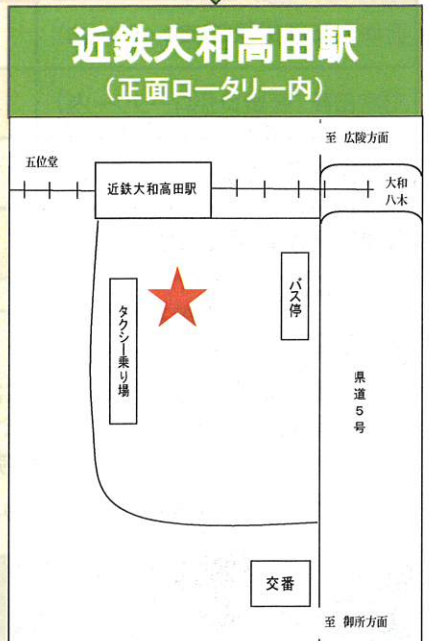 近鉄大和高田駅
(正面ロータリー内)
至 広陵方面
五位堂
近鉄大和高田駅
大和
八木
タクシー乗り場
バス停
県道5号
交番
至 御所方面